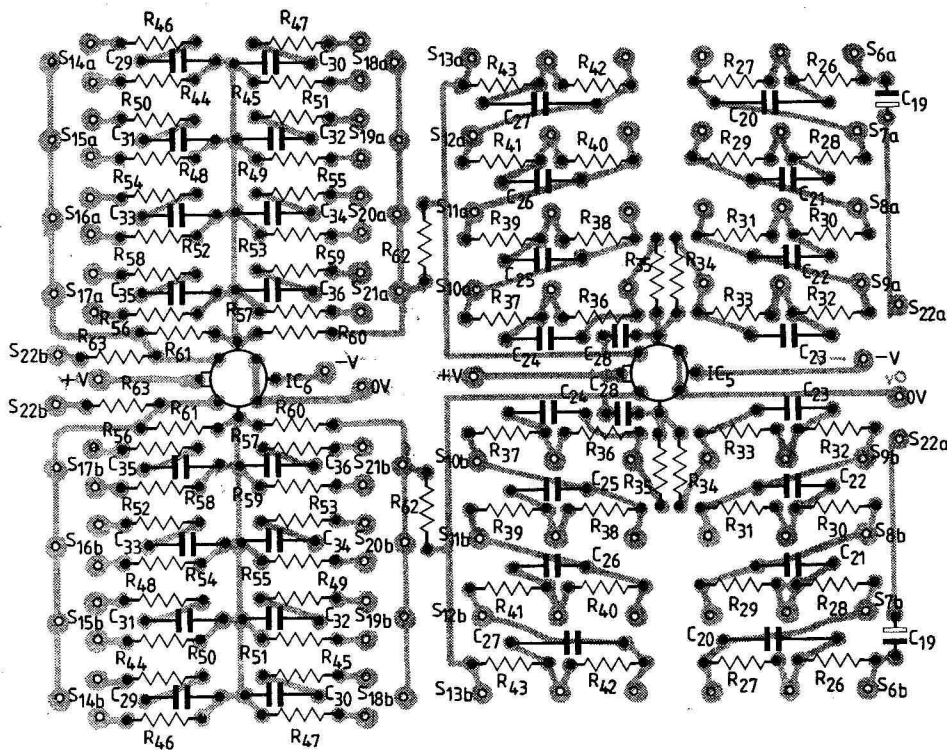 R46 R47
S14a C29 C30 S18a S13a R43 R42 R27 R26 S6a
R44 R45 C27 C20 C19
R50 R51
S15a C31 C32 S19a S12a R41 R40 R29 R28 S7a
R48 R49 C26 C21
R54 R55
S16a C33 C34 S20a S11a R39 R38 R31 R30 S8a
R52 R53 R62 C25 R35 R34 C22
R58 R59
S17a C35 C36 S21a S10a R37 R36 R33 R32 S9a
R56 R57 R60 C24 C28 C23 S22a
S22b R63 R61
+V IC6 -V +V IC5 -V
S22b R63 0V 0V
R61 R60 C24 C28 C23
R56 R57 R37 R36 R33 R32 S22a
S17b C35 C36 S21b S10b S9b
R58 R59 C25 R35 R34 C22
R52 R53 R62
S16b C33 C34 S20b S11b R39 R38 R31 R30 S8b
R54 R55 C26 C21
R48 R49
S15b C31 C32 S19b S12b R41 R40 R29 R28 S7b
R50 R51 C27 C20 C19
R44 R45
S14b C29 C30 S18b S13b R43 R42 R27 R26 S6b
R46 R47